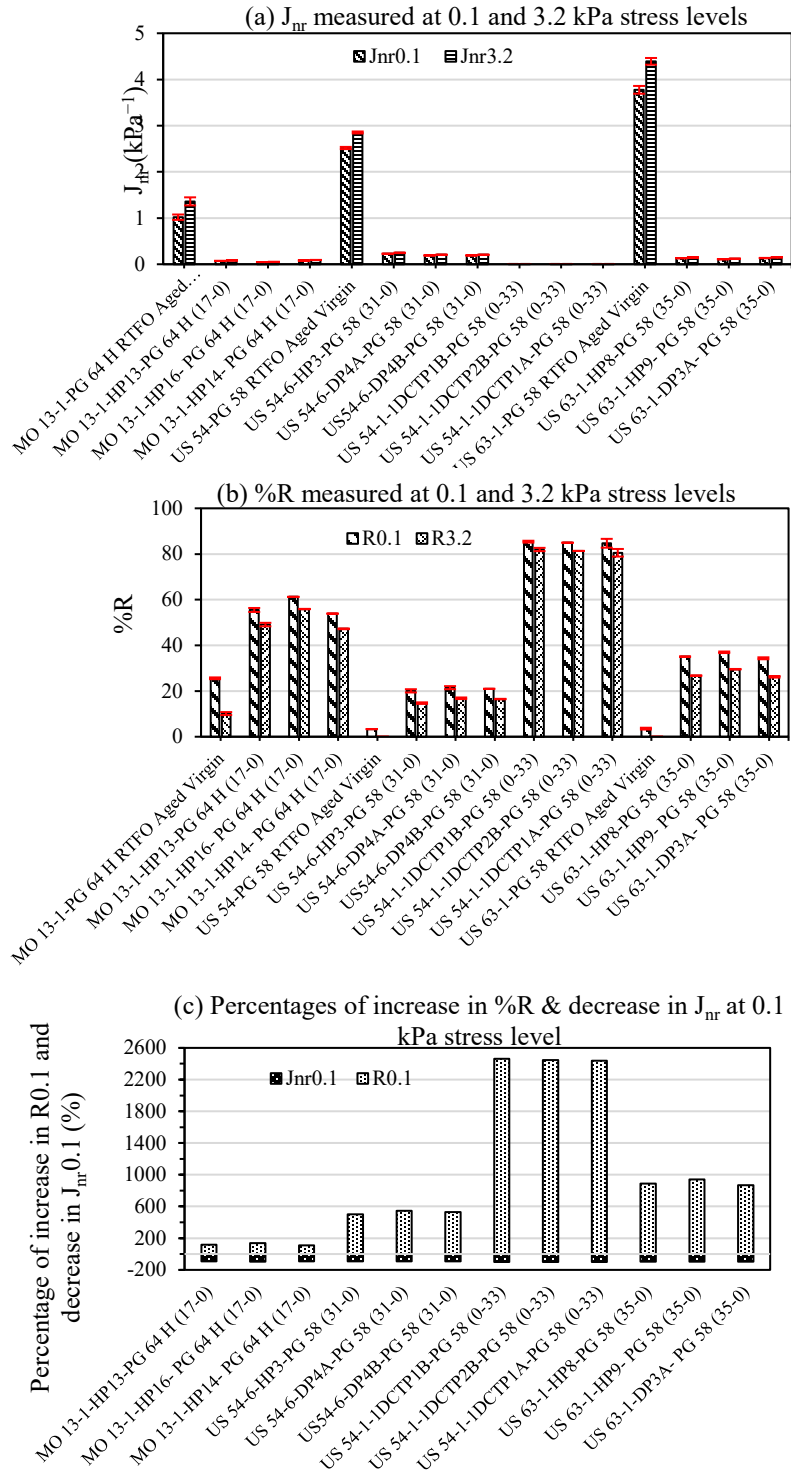 (a) Jnr measured at 0.1 and 3.2 kPa stress levels
Jnr (kPa−1)
5
4
3
2
1
0
Jnr0.1 Jnr3.2
MO 13-1-PG 64 H RTFO Aged…
MO 13-1-HP13-PG 64 H (17-0)
MO 13-1-HP16- PG 64 H (17-0)
MO 13-1-HP14- PG 64 H (17-0)
US 54-PG 58 RTFO Aged Virgin
US 54-6-HP3-PG 58 (31-0)
US 54-6-DP4A-PG 58 (31-0)
US54-6-DP4B-PG 58 (31-0)
US 54-1-1DCTP1B-PG 58 (0-33)
US 54-1-1DCTP2B-PG 58 (0-33)
US 54-1-1DCTP1A-PG 58 (0-33)
US 63-1-PG 58 RTFO Aged Virgin
US 63-1-HP8-PG 58 (35-0)
US 63-1-HP9- PG 58 (35-0)
US 63-1-DP3A- PG 58 (35-0)
(b) %R measured at 0.1 and 3.2 kPa stress levels
%R
100
80
60
40
20
0
R0.1 R3.2
MO 13-1-PG 64 H RTFO Aged Virgin
MO 13-1-HP13-PG 64 H (17-0)
MO 13-1-HP16- PG 64 H (17-0)
MO 13-1-HP14- PG 64 H (17-0)
US 54-PG 58 RTFO Aged Virgin
US 54-6-HP3-PG 58 (31-0)
US 54-6-DP4A-PG 58 (31-0)
US54-6-DP4B-PG 58 (31-0)
US 54-1-1DCTP1B-PG 58 (0-33)
US 54-1-1DCTP2B-PG 58 (0-33)
US 54-1-1DCTP1A-PG 58 (0-33)
US 63-1-PG 58 RTFO Aged Virgin
US 63-1-HP8-PG 58 (35-0)
US 63-1-HP9- PG 58 (35-0)
US 63-1-DP3A- PG 58 (35-0)
(c) Percentages of increase in %R & decrease in Jnr at 0.1
kPa stress level
Percentage of increase in R0.1 and
decrease in Jnr0.1 (%)
2600
2200
1800
1400
1000
600
200
-200
Jnr0.1 R0.1
MO 13-1-HP13-PG 64 H (17-0)
MO 13-1-HP16- PG 64 H (17-0)
MO 13-1-HP14- PG 64 H (17-0)
US 54-6-HP3-PG 58 (31-0)
US 54-6-DP4A-PG 58 (31-0)
US54-6-DP4B-PG 58 (31-0)
US 54-1-1DCTP1B-PG 58 (0-33)
US 54-1-1DCTP2B-PG 58 (0-33)
US 54-1-1DCTP1A-PG 58 (0-33)
US 63-1-HP8-PG 58 (35-0)
US 63-1-HP9- PG 58 (35-0)
US 63-1-DP3A- PG 58 (35-0)